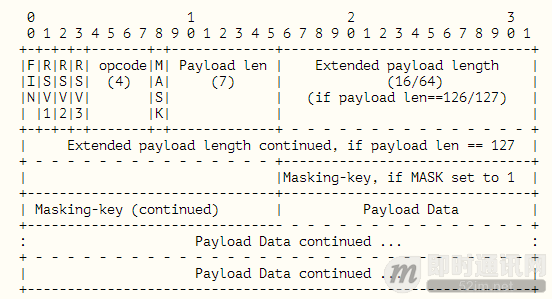 0                   1                   2                   3
 0 1 2 3 4 5 6 7 8 9 0 1 2 3 4 5 6 7 8 9 0 1 2 3 4 5 6 7 8 9 0 1
+-+-+-+-+-------+-+-------------+-------------------------------+
|F|R|R|R| opcode|M| Payload len |    Extended payload length    |
|I|S|S|S|  (4)  |A|     (7)     |            (16/64)            |
|N|V|V|V|       |S|             |  (if payload len==126/127)    |
| |1|2|3|       |K|             |                               |
+-+-+-+-+-------+-+-------------+ - - - - - - - - - - - - - - - +
|     Extended payload length continued, if payload len == 127  |
+ - - - - - - - - - - - - - - - +-------------------------------+
|                               |Masking-key, if MASK set to 1  |
+-------------------------------+-------------------------------+
| Masking-key (continued)       |          Payload Data         |
+-------------------------------- - - - - - - - - - - - - - - - +
:                     Payload Data continued ...                :
+ - - - - - - - - - - - - - - - - - - - - - - - - - - - - - - - +
|                     Payload Data continued ...                |
+---------------------------------------------------------------+
m 即时通讯网
52im.net